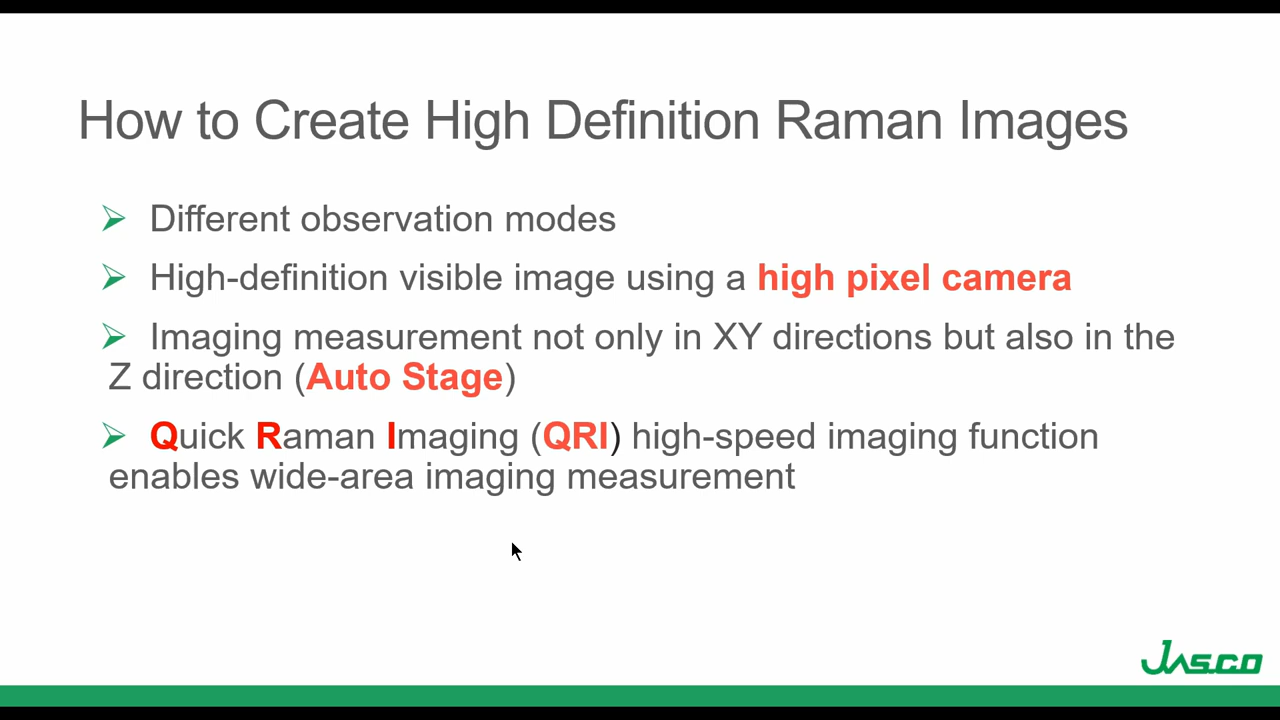 How to Create High Definition Raman Images
Different observation modes
High-definition visible image using a high pixel camera
Imaging measurement not only in XY directions but also in the
Z direction (Auto Stage)
Quick Raman Imaging (QRI) high-speed imaging function
enables wide-area imaging measurement
JASCO